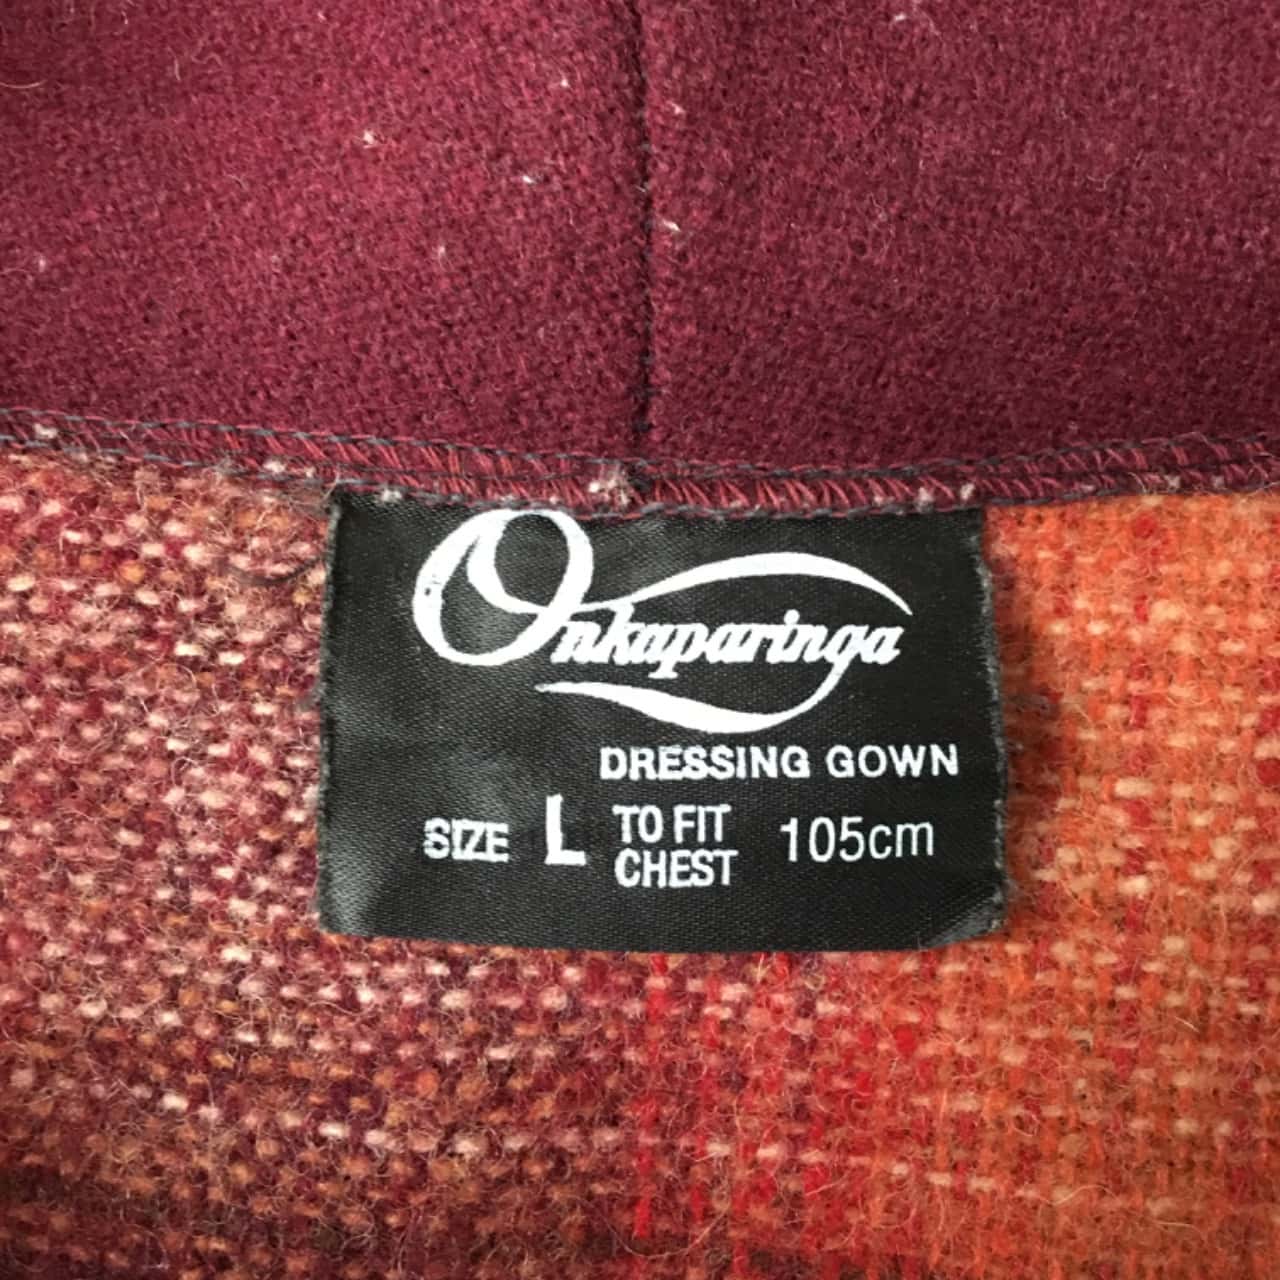 Onkaparinga
DRESSING GOWN
SIZE L TO FIT CHEST 105cm